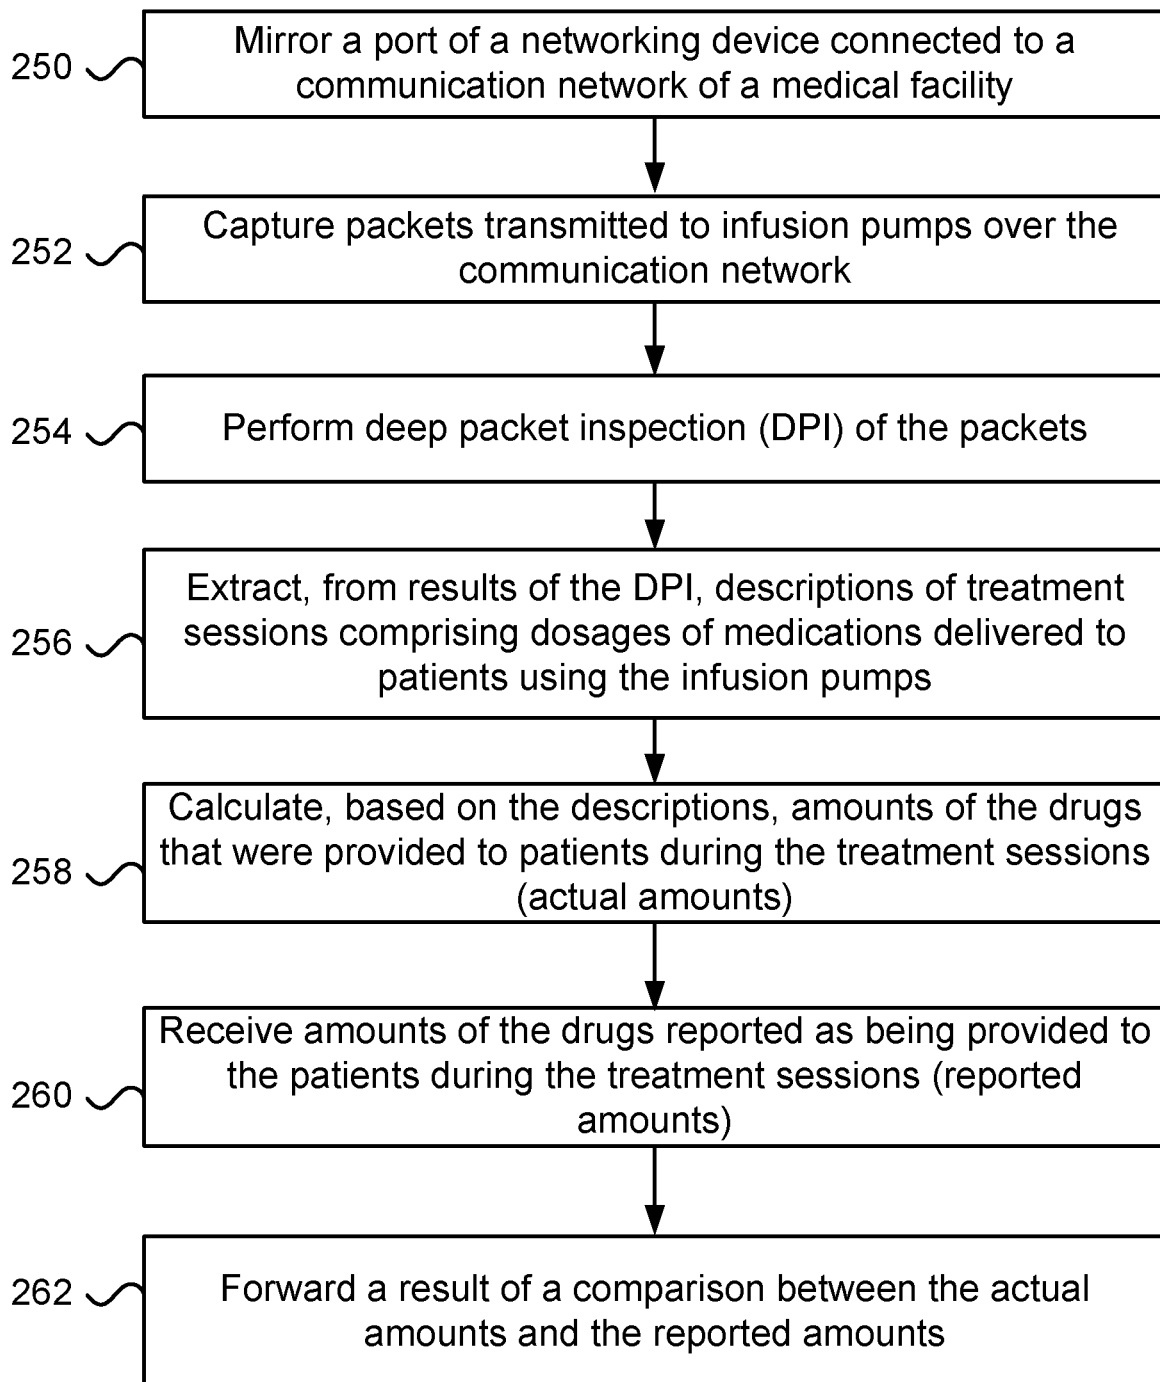 250
Mirror a port of a networking device connected to a
communication network of a medical facility
252
Capture packets transmitted to infusion pumps over the
communication network
254
Perform deep packet inspection (DPI) of the packets
256
Extract, from results of the DPI, descriptions of treatment
sessions comprising dosages of medications delivered to
patients using the infusion pumps
258
Calculate, based on the descriptions, amounts of the drugs
that were provided to patients during the treatment sessions
(actual amounts)
260
Receive amounts of the drugs reported as being provided to
the patients during the treatment sessions (reported
amounts)
262
Forward a result of a comparison between the actual
amounts and the reported amounts